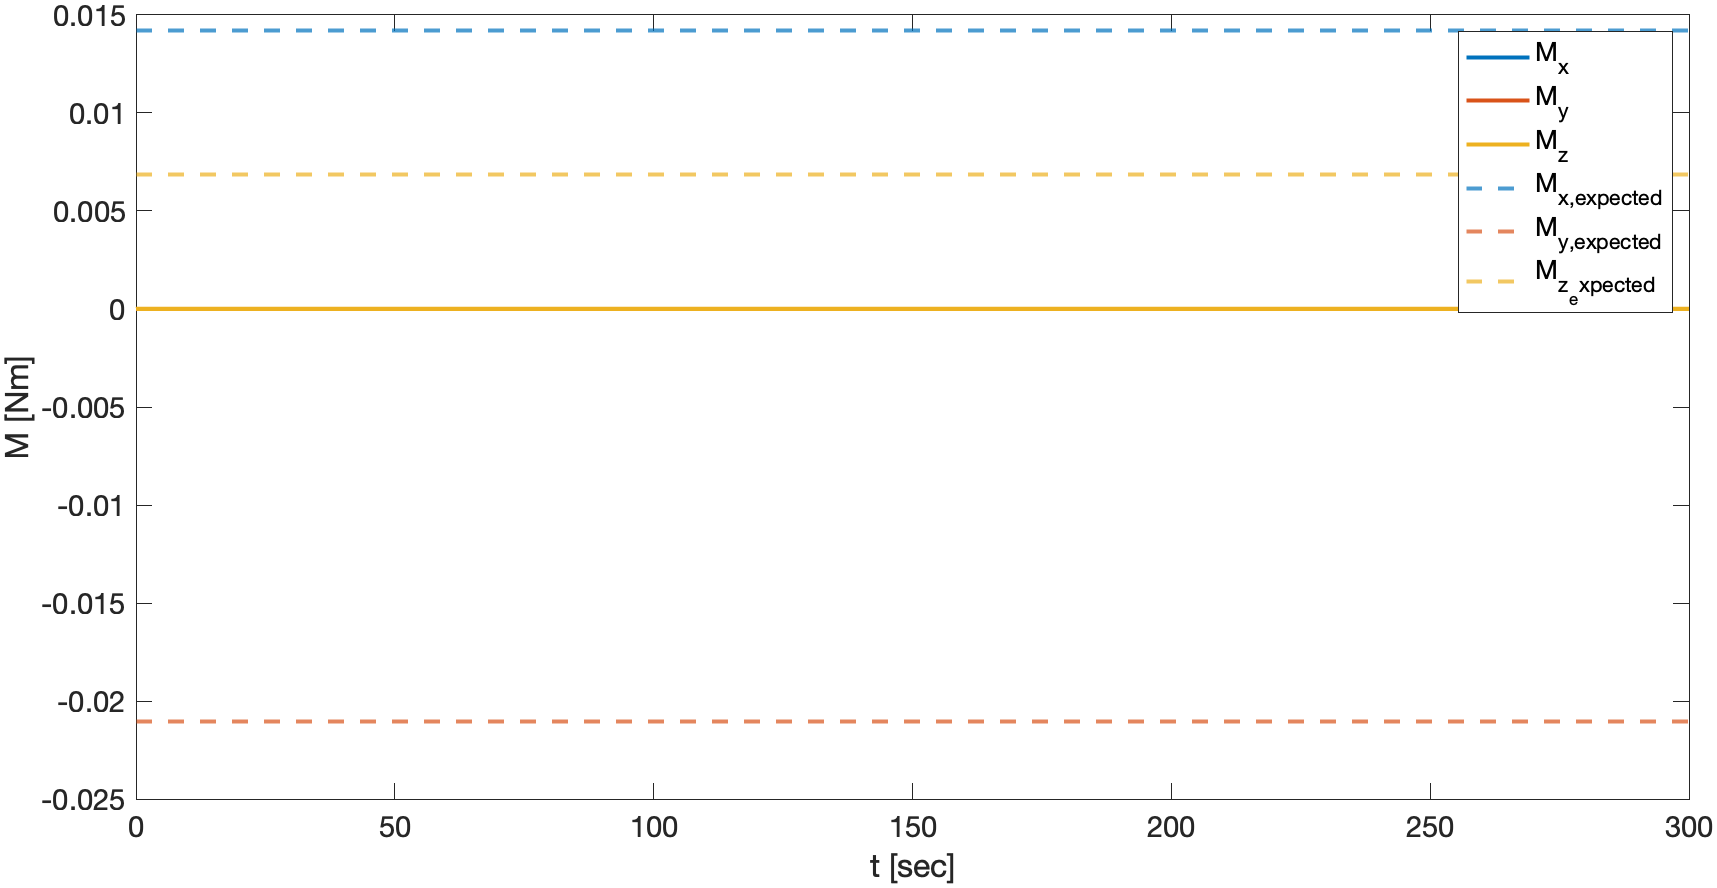 0.015
0.01
0.005
0
-0.005
-0.01
-0.015
-0.02
-0.025
M [Nm]
0 50 100 150 200 250 300
t [sec]
Mx
My
Mz
Mx,expected
My,expected
Mzexpected